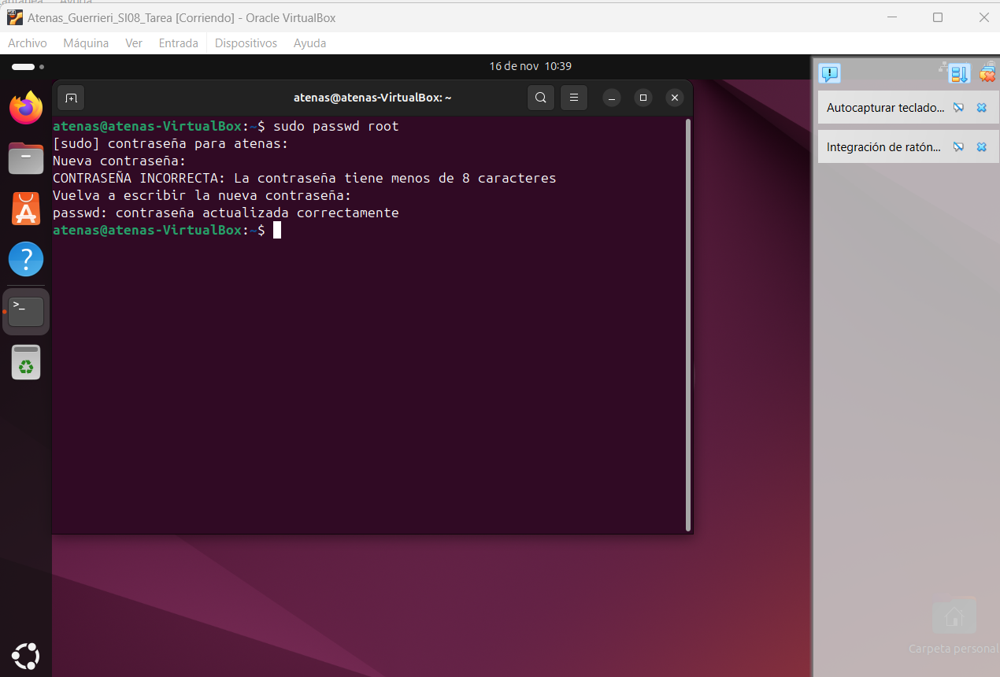 Atenas_Guerrieri_SI08_Tarea [Corriendo] - Oracle VirtualBox
Archivo Máquina Ver Entrada Dispositivos Ayuda
16 de nov 10:39
atenas@atenas-VirtualBox: ~
Autocapturar teclado...
Integración de ratón...
atenas@atenas-VirtualBox:~$ sudo passwd root
[sudo] contraseña para atenas:
Nueva contraseña:
CONTRASEÑA INCORRECTA: La contraseña tiene menos de 8 caracteres
Vuelva a escribir la nueva contraseña:
passwd: contraseña actualizada correctamente
atenas@atenas-VirtualBox:~$
>_
Carpeta personal